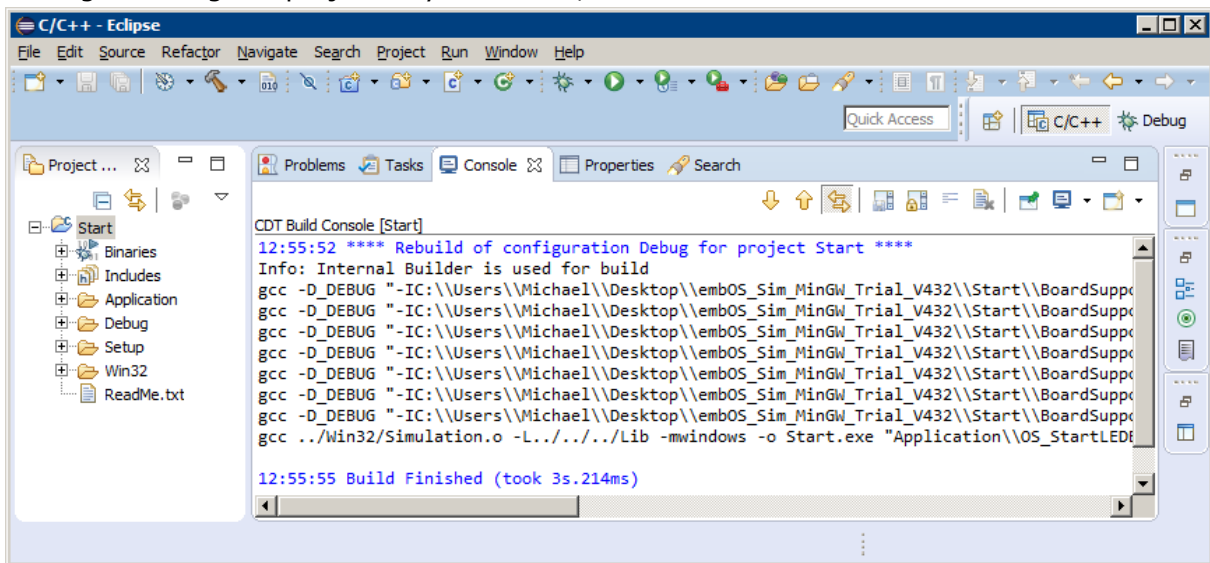 C/C++ - Eclipse
File Edit Source Refactor Navigate Search Project Run Window Help
Quick Access C/C++ Debug
Project ... Problems Tasks Console Properties Search
CDT Build Console [Start]
Start
Binaries
Includes
Application
Debug
Setup
Win32
ReadMe.txt
12:55:52 **** Rebuild of configuration Debug for project Start ****
Info: Internal Builder is used for build
gcc -D_DEBUG "-IC:\\Users\\Michael\\Desktop\\embOS_Sim_MinGW_Trial_V432\\Start\\BoardSuppo
gcc -D_DEBUG "-IC:\\Users\\Michael\\Desktop\\embOS_Sim_MinGW_Trial_V432\\Start\\BoardSuppo
gcc -D_DEBUG "-IC:\\Users\\Michael\\Desktop\\embOS_Sim_MinGW_Trial_V432\\Start\\BoardSuppo
gcc -D_DEBUG "-IC:\\Users\\Michael\\Desktop\\embOS_Sim_MinGW_Trial_V432\\Start\\BoardSuppo
gcc -D_DEBUG "-IC:\\Users\\Michael\\Desktop\\embOS_Sim_MinGW_Trial_V432\\Start\\BoardSuppo
gcc -D_DEBUG "-IC:\\Users\\Michael\\Desktop\\embOS_Sim_MinGW_Trial_V432\\Start\\BoardSuppo
gcc -D_DEBUG "-IC:\\Users\\Michael\\Desktop\\embOS_Sim_MinGW_Trial_V432\\Start\\BoardSuppo
gcc ../Win32/Simulation.o -L../../../Lib -mwindows -o Start.exe "Application\\OS_StartLEDB
12:55:55 Build Finished (took 3s.214ms)